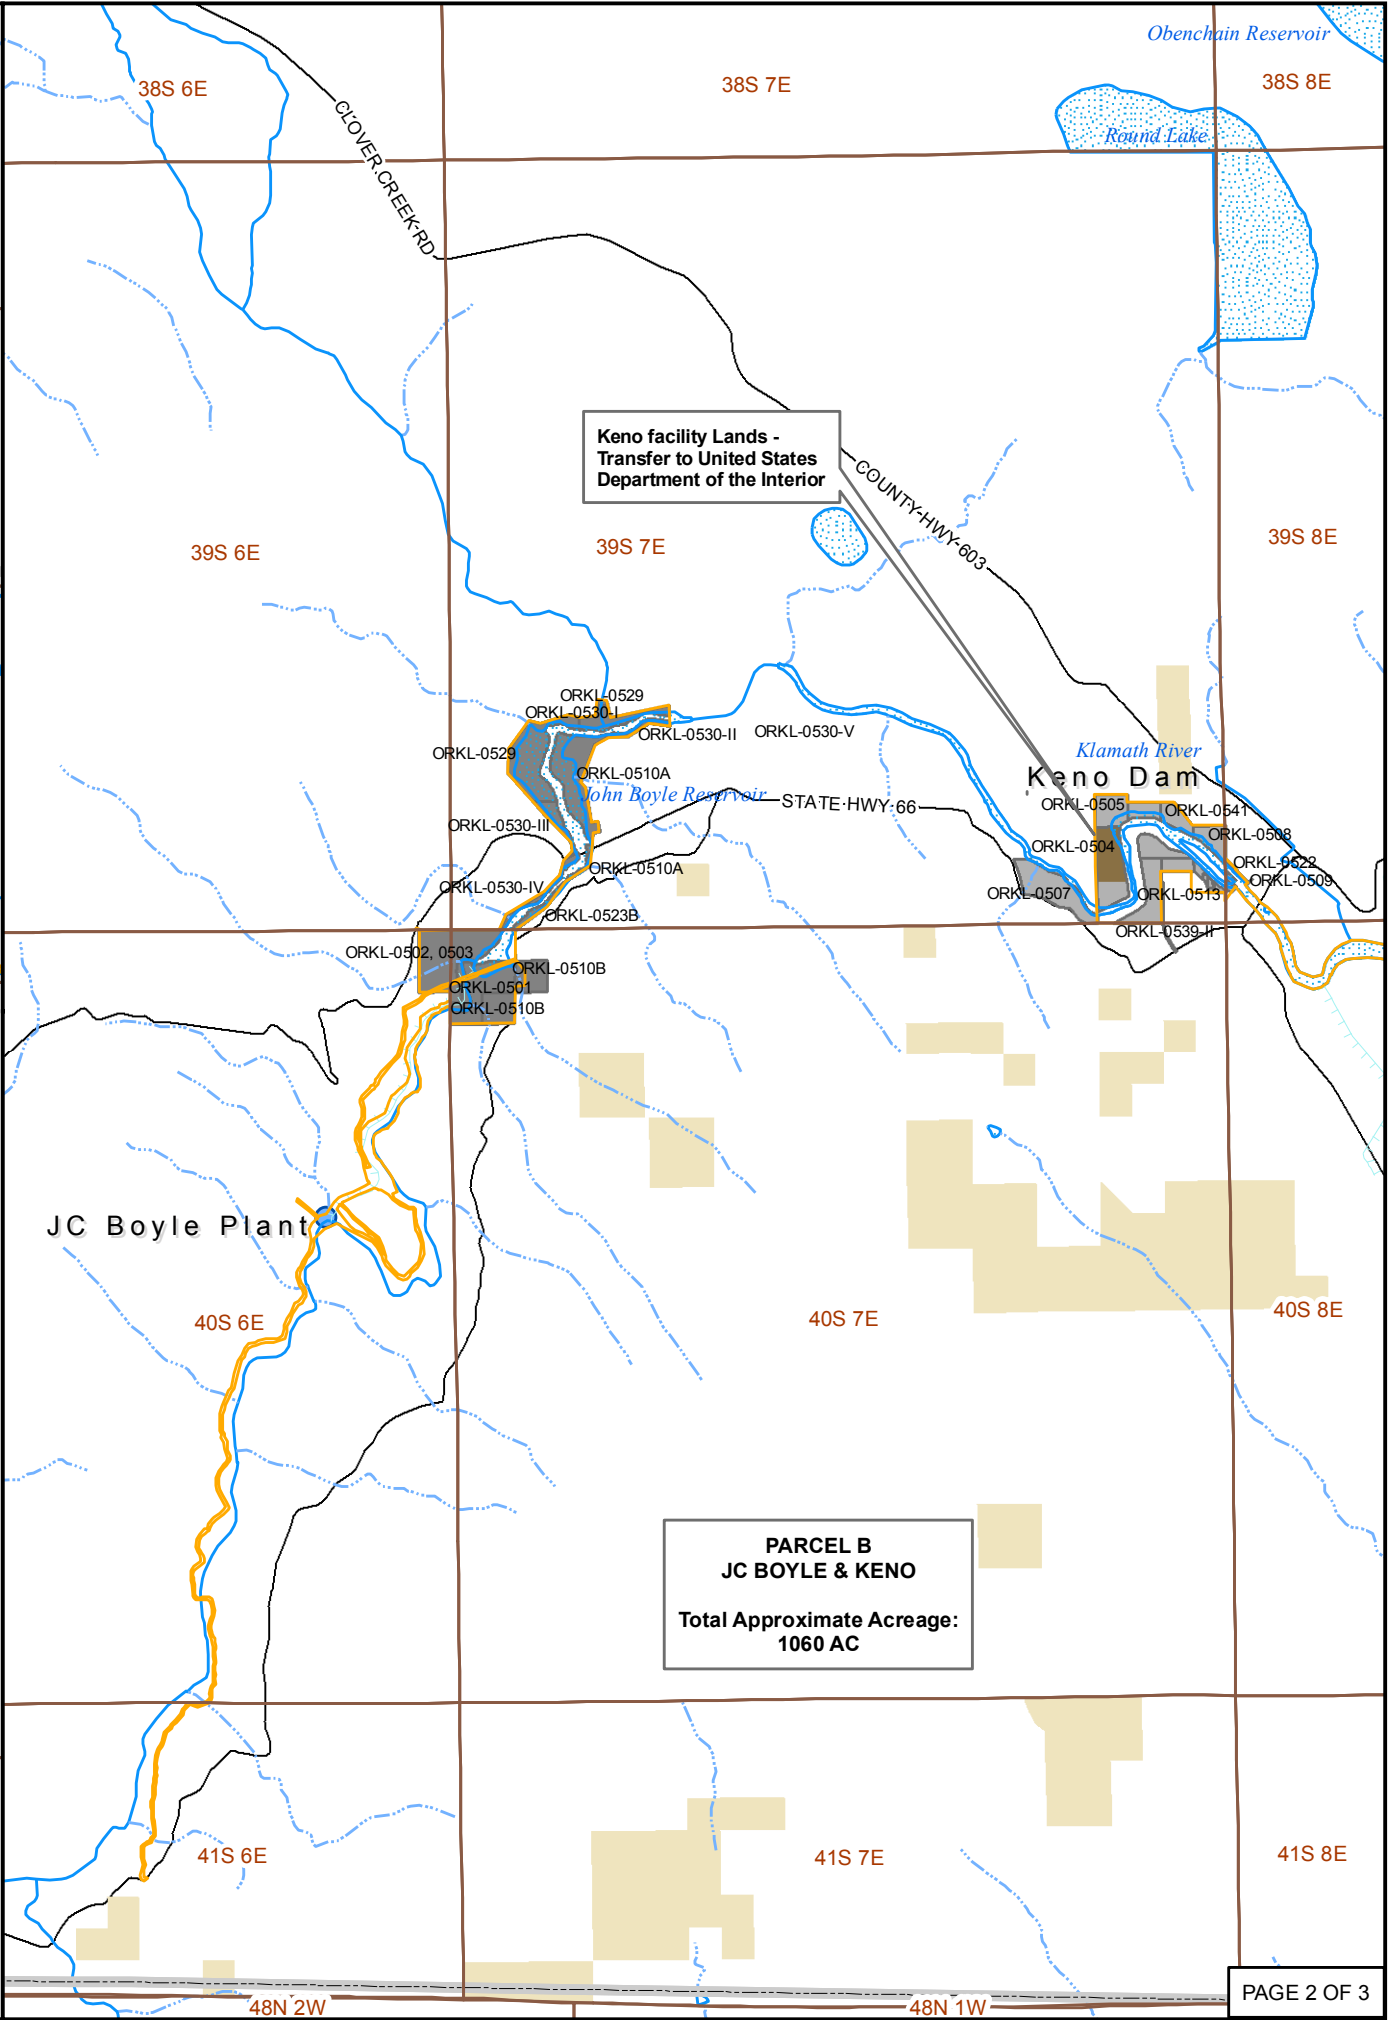 Obenchain Reservoir
38S 6E
38S 7E
38S 8E
CLOVER CREEK RD
Round Lake
Keno facility Lands -
Transfer to United States
Department of the Interior
COUNTY HWY 603
39S 6E
39S 7E
39S 8E
ORKL-0529
ORKL-0530-I
ORKL-0530-II
ORKL-0530-V
ORKL-0529
Klamath River
ORKL-0510A
Keno Dam
John Boyle Reservoir
STATE HWY 66
ORKL-0505
ORKL-0541
ORKL-0530-III
ORKL-0508
ORKL-0504
ORKL-0522
ORKL-0510A
ORKL-0509
ORKL-0530-IV
ORKL-0507
ORKL-0513
ORKL-0523B
ORKL-0539-II
ORKL-0502, 0503
ORKL-0510B
ORKL-0501
ORKL-0510B
JC Boyle Plant
40S 6E
40S 7E
40S 8E
PARCEL B
JC BOYLE & KENO
Total Approximate Acreage:
1060 AC
41S 6E
41S 7E
41S 8E
48N 2W
48N 1W
PAGE 2 OF 3